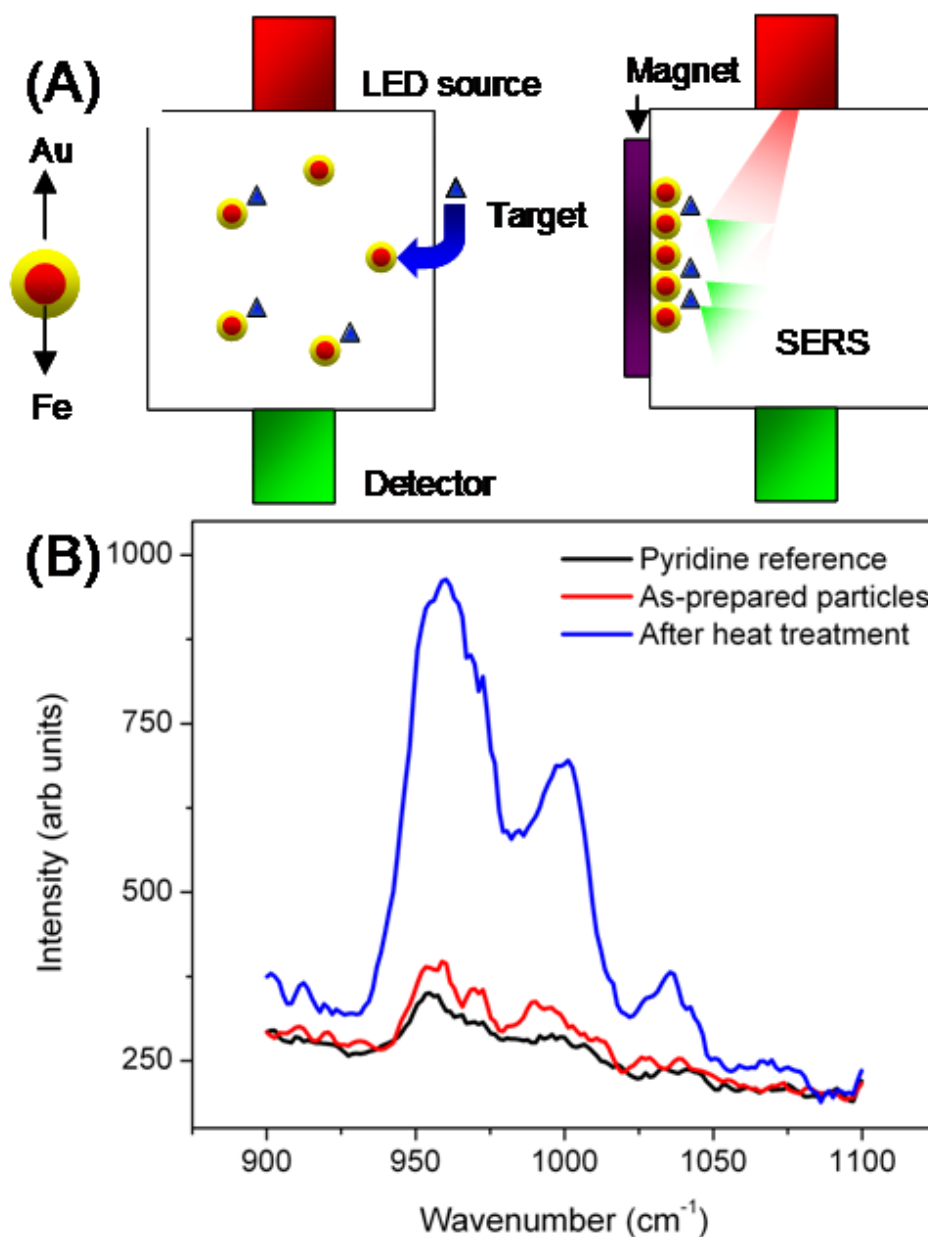 (A)
Au
Fe
LED source
Target
Detector
Magnet
SERS
(B)
Pyridine reference
As-prepared particles
After heat treatment
Intensity (arb units)
1000
750
500
250
900
950
1000
1050
1100
Wavenumber (cm⁻¹)